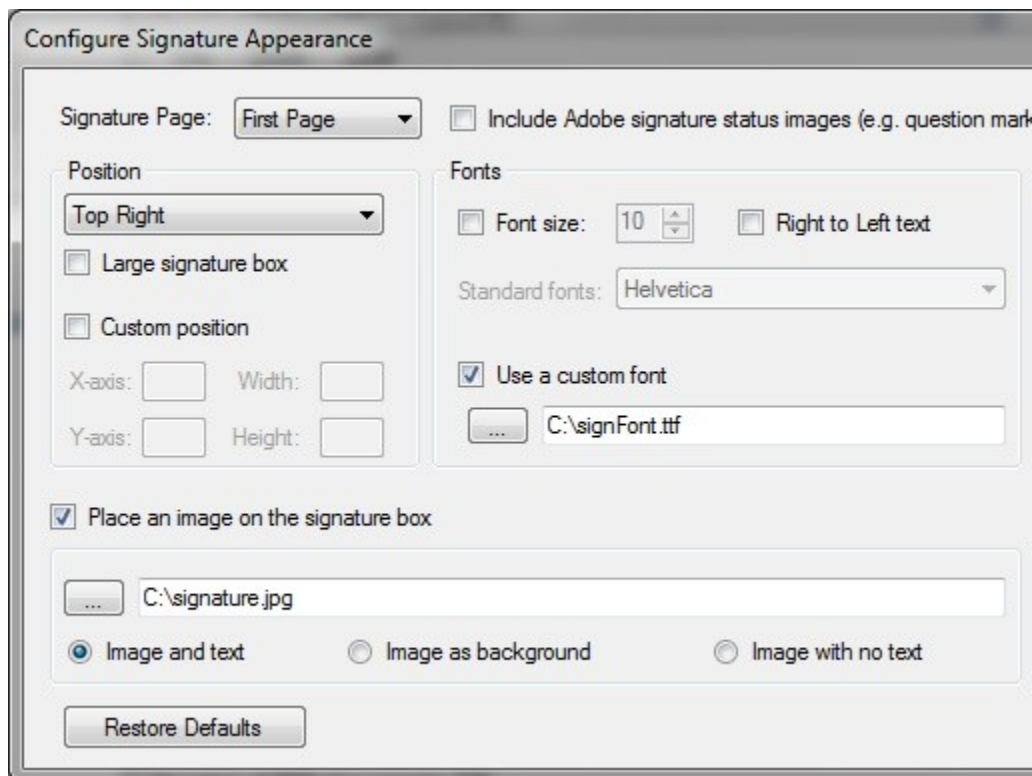 Configure Signature Appearance
Signature Page: First Page Include Adobe signature status images (e.g. question mark
Position
Top Right
Large signature box
Custom position
X-axis: Width:
Y-axis: Height:
Fonts
Font size: 10 Right to Left text
Standard fonts: Helvetica
Use a custom font
... C:\signFont.ttf
Place an image on the signature box
... C:\signature.jpg
Image and text Image as background Image with no text
Restore Defaults